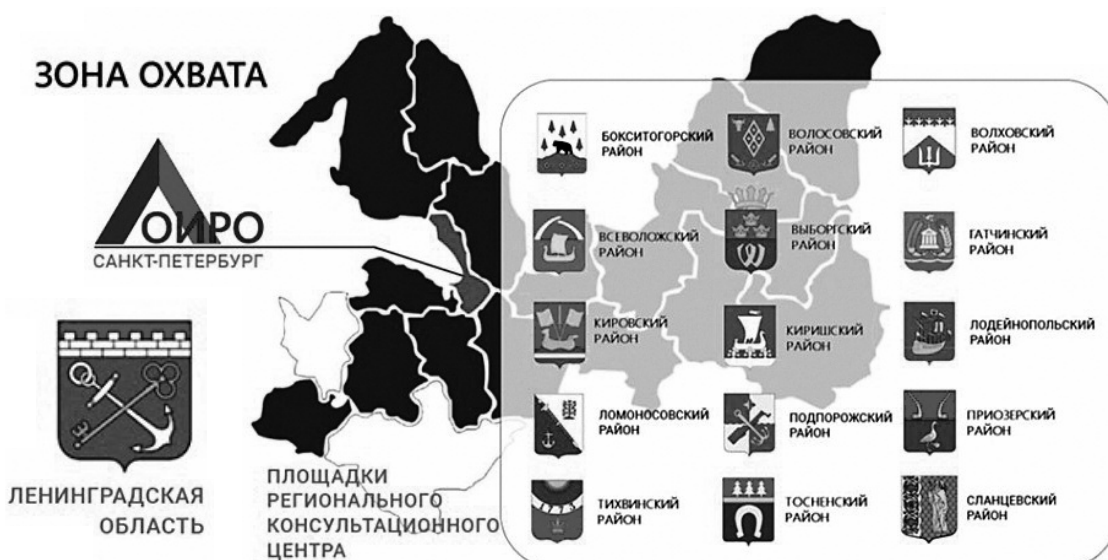 ЗОНА ОХВАТА
ОИРО
САНКТ-ПЕТЕРБУРГ
ЛЕНИНГРАДСКАЯ
ОБЛАСТЬ
ПЛОЩАДКИ
РЕГИОНАЛЬНОГО
КОНСУЛЬТАЦИОННОГО
ЦЕНТРА
БОКСИТОГОРСКИЙ
РАЙОН
ВОЛОСОВСКИЙ
РАЙОН
ВОЛХОВСКИЙ
РАЙОН
ВСЕВОЛОЖСКИЙ
РАЙОН
ВЫБОРГСКИЙ
РАЙОН
ГАТЧИНСКИЙ
РАЙОН
КИРОВСКИЙ
РАЙОН
КИРИШСКИЙ
РАЙОН
ЛОДЕЙНОПОЛЬСКИЙ
РАЙОН
ЛОМОНОСОВСКИЙ
РАЙОН
ПОДПОРОЖСКИЙ
РАЙОН
ПРИОЗЕРСКИЙ
РАЙОН
ТИХВИНСКИЙ
РАЙОН
ТОСНЕНСКИЙ
РАЙОН
СЛАНЦЕВСКИЙ
РАЙОН